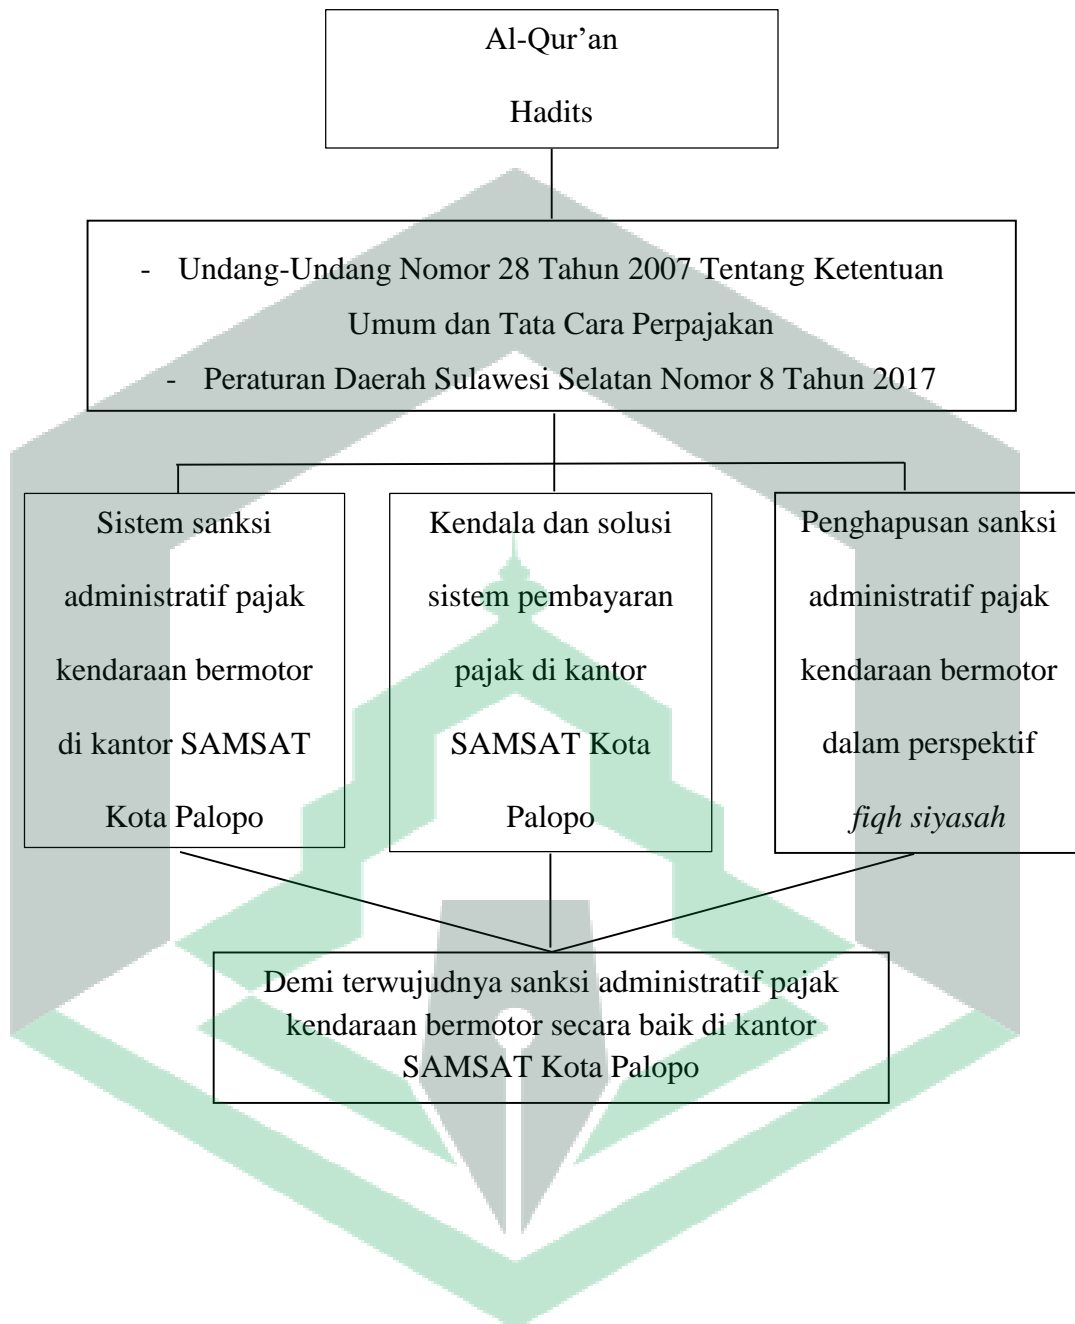 Al-Qur’an
Hadits
- Undang-Undang Nomor 28 Tahun 2007 Tentang Ketentuan
Umum dan Tata Cara Perpajakan
- Peraturan Daerah Sulawesi Selatan Nomor 8 Tahun 2017
Sistem sanksi
administratif pajak
kendaraan bermotor
di kantor SAMSAT
Kota Palopo
Kendala dan solusi
sistem pembayaran
pajak di kantor
SAMSAT Kota
Palopo
Penghapusan sanksi
administratif pajak
kendaraan bermotor
dalam perspektif
fiqh siyasah
Demi terwujudnya sanksi administratif pajak
kendaraan bermotor secara baik di kantor
SAMSAT Kota Palopo